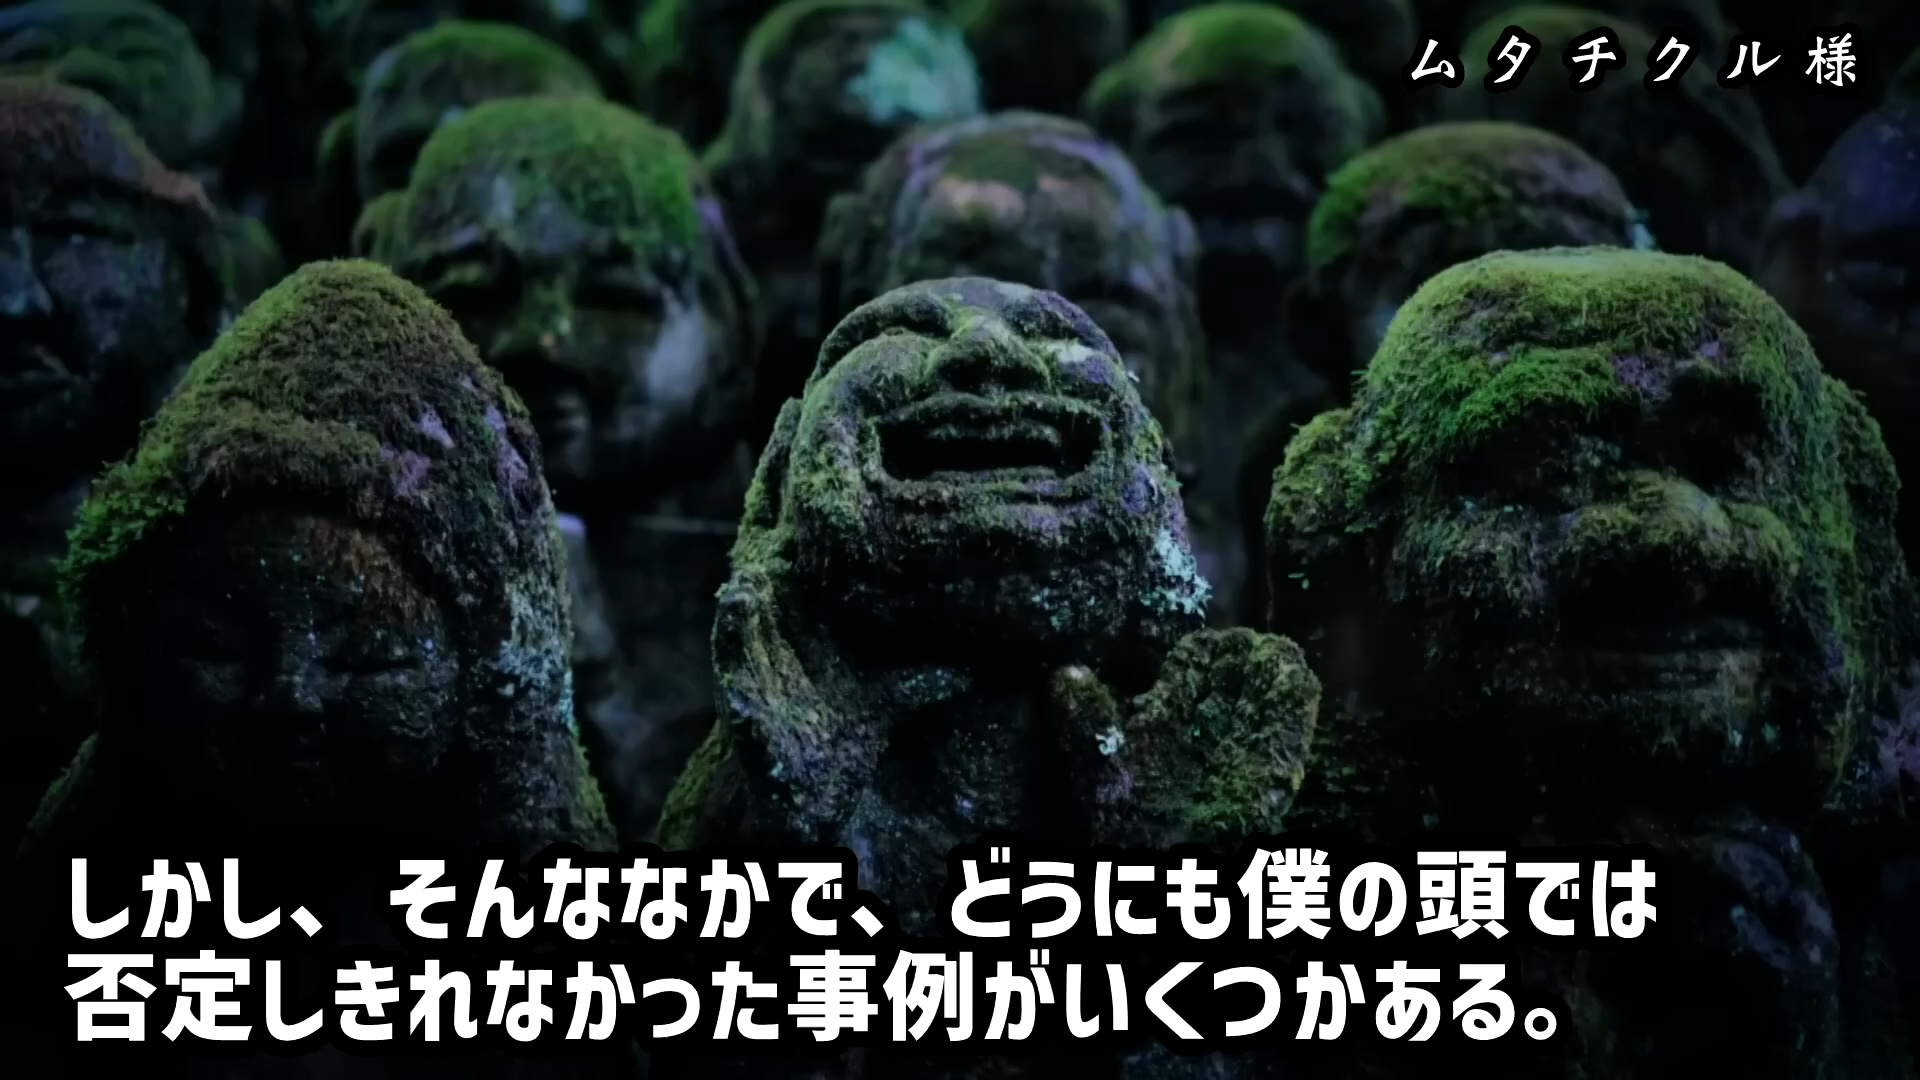 ムタチクル様
しかし、そんななかで、どうにも僕の頭では
否定しきれなかった事例がいくつかある。